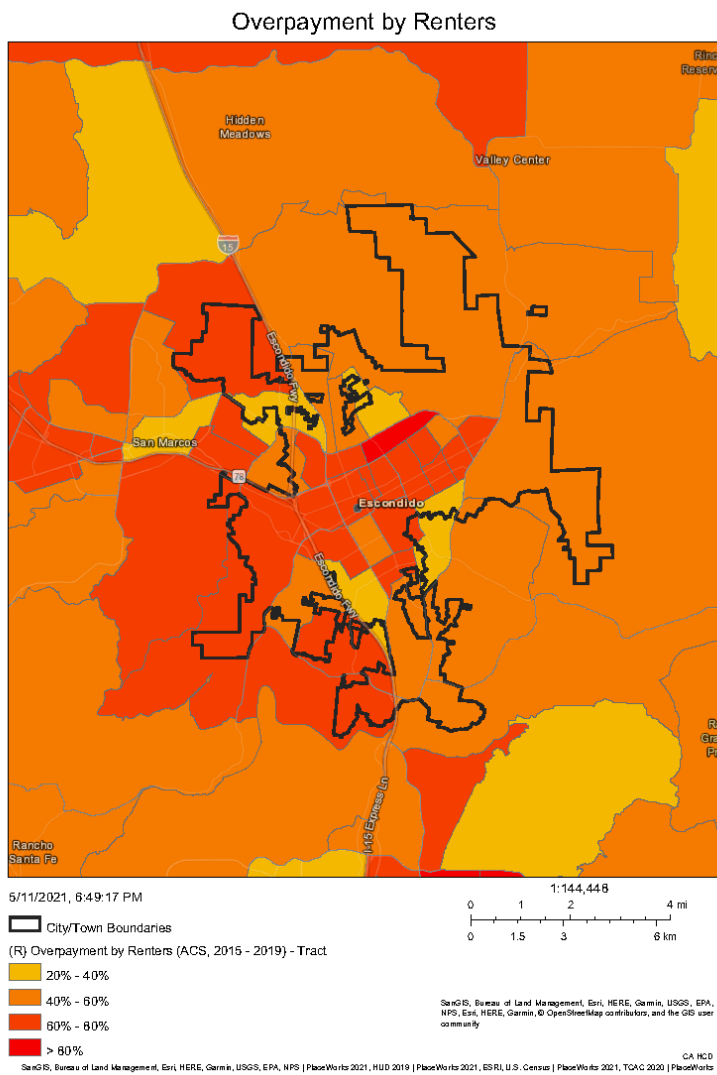 Overpayment by Renters
Hidden
Meadows
Valley Center
15
Escondido Fwy
San Marcos
78
Escondido
Escondido Fwy
I-15 Express Ln
Rancho
Santa Fe
5/11/2021, 6:49:17 PM
City/Town Boundaries
(R) Overpayment by Renters (ACS, 2015 - 2019) - Tract
20% - 40%
40% - 60%
60% - 80%
> 80%
1:144,448
0 1 2 4 mi
0 1.5 3 6 km
SanGIS, Bureau of Land Management, Esri, HERE, Garmin, USGS, EPA,
NPS, Esri, HERE, Garmin, © OpenStreetMap contributors, and the GIS user
community
CA HCD
SanGIS, Bureau of Land Management, Esri, HERE, Garmin, USGS, EPA, NPS | PlaceWorks 2021, HUD 2019 | PlaceWorks 2021, ESRI, U.S. Census | PlaceWorks 2021, TCAC 2020 | PlaceWorks